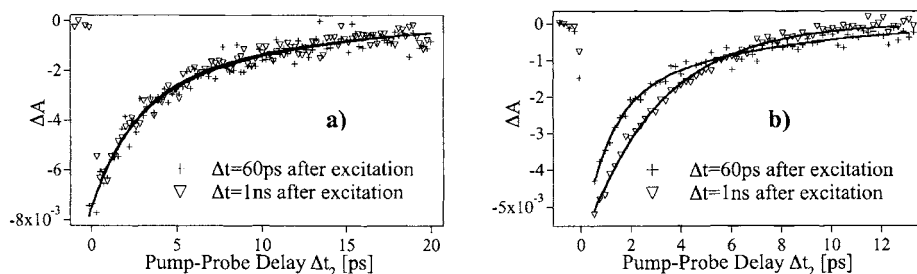 0
-2
-4
-6
-8x10⁻³
ΔA
a)
+ Δt=60ps after excitation
▽ Δt=1ns after excitation
0
5
10
15
20
Pump-Probe Delay Δt₂ [ps]
0
-1
-2
-3
-4
-5x10⁻³
ΔA
b)
+ Δt=60ps after excitation
▽ Δt=1ns after excitation
0
2
4
6
8
10
12
Pump-Probe Delay Δt₂ [ps]